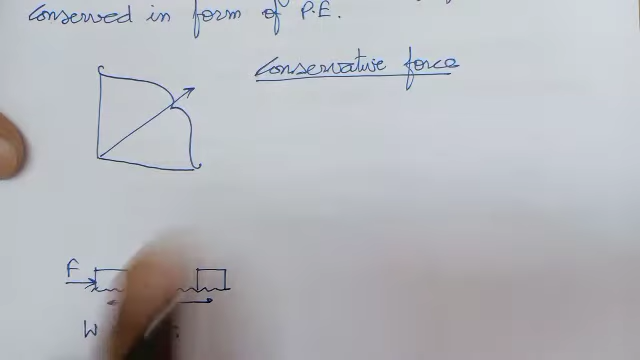 conserved in form of P.E.
Conservative force
F
W